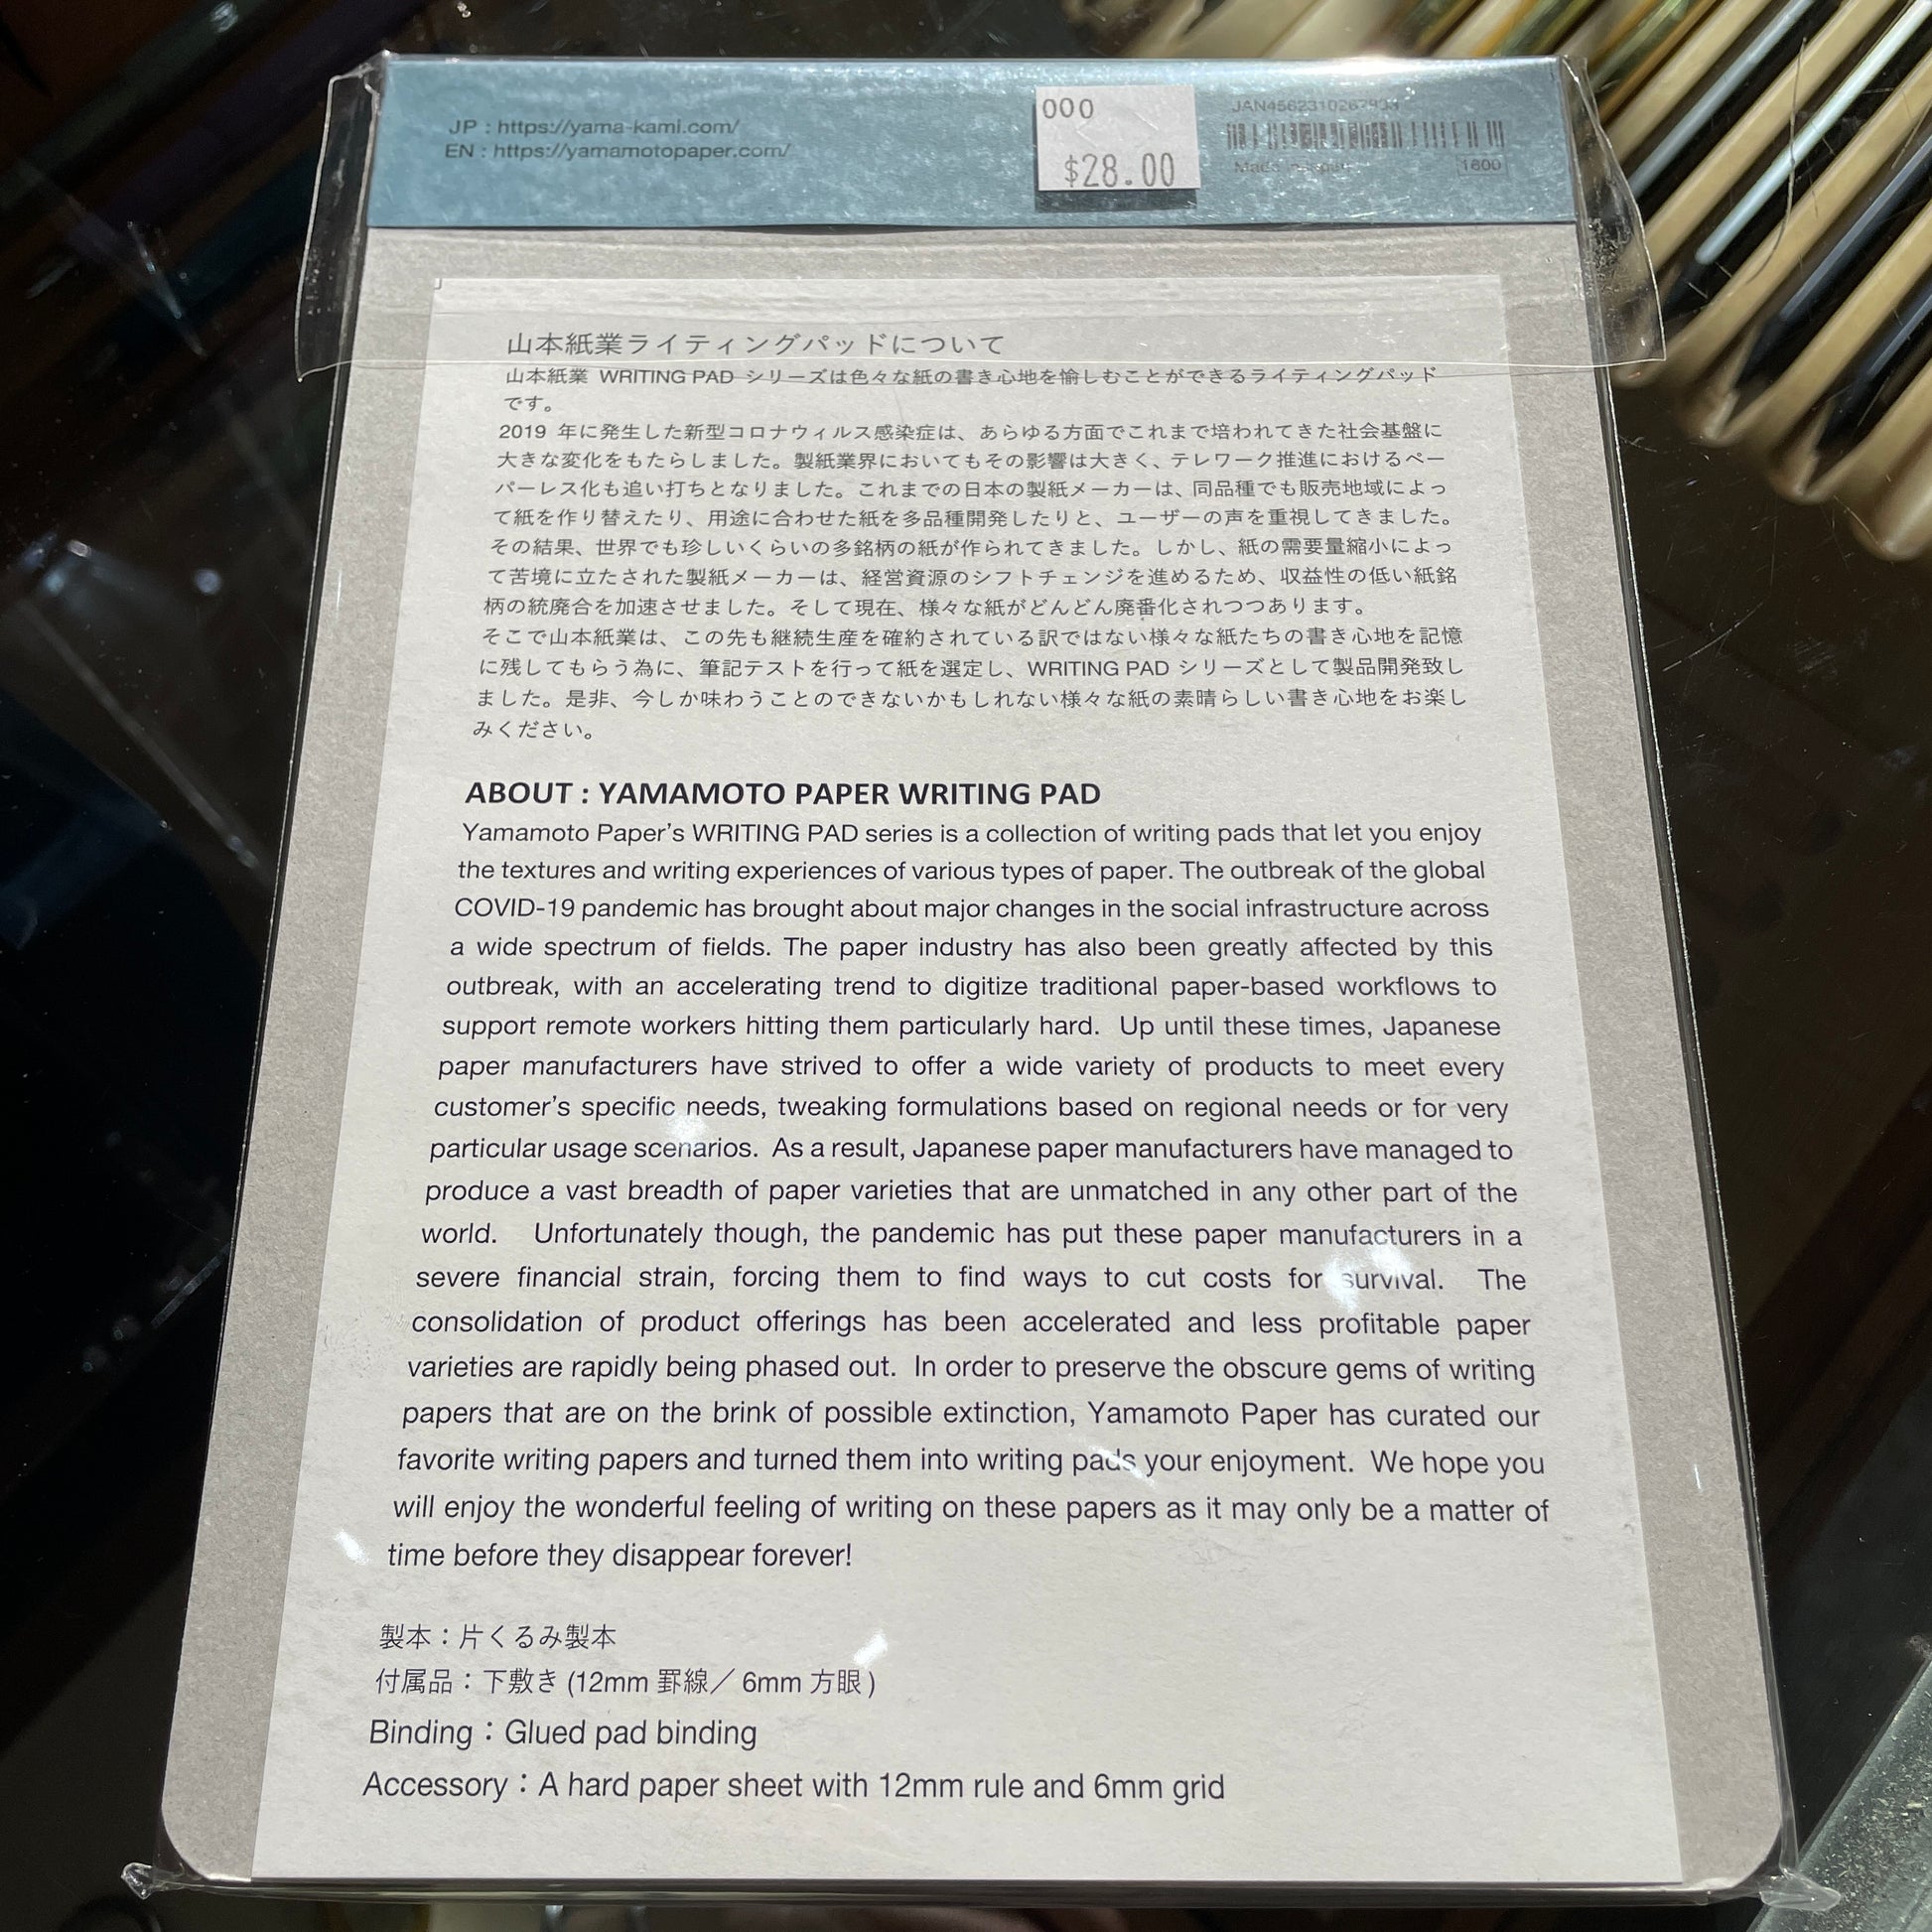 JP : https://yama-kami.com/
EN : https://yamamotopaper.com/
000
$28.00
1800
山本紙業ライティングパッドについて
山本紙業 WRITING PAD シリーズは色々な紙の書き心地を愉しむことができるライティングパッド
です。
2019 年に発生した新型コロナウィルス感染症は、あらゆる方面でこれまで培われてきた社会基盤に
大きな変化をもたらしました。製紙業界においてもその影響は大きく、テレワーク推進におけるペー
パーレス化も追い打ちとなりました。これまでの日本の製紙メーカーは、同品種でも販売地域によっ
て紙を作り替えたり、用途に合わせた紙を多品種開発したりと、ユーザーの声を重視してきました。
その結果、世界でも珍しいくらいの多銘柄の紙が作られてきました。しかし、紙の需要量縮小によっ
て苦境に立たされた製紙メーカーは、経営資源のシフトチェンジを進めるため、収益性の低い紙銘
柄の統廃合を加速させました。そして現在、様々な紙がどんどん廃番化されつつあります。
そこで山本紙業は、この先も継続生産を確約されている訳ではない様々な紙たちの書き心地を記憶
に残してもらう為に、筆記テストを行って紙を選定し、WRITING PAD シリーズとして製品開発致し
ました。是非、今しか味わうことのできないかもしれない様々な紙の素晴らしい書き心地をお楽し
みください。
ABOUT : YAMAMOTO PAPER WRITING PAD
Yamamoto Paper's WRITING PAD series is a collection of writing pads that let you enjoy
the textures and writing experiences of various types of paper. The outbreak of the global
COVID-19 pandemic has brought about major changes in the social infrastructure across
a wide spectrum of fields. The paper industry has also been greatly affected by this
outbreak, with an accelerating trend to digitize traditional paper-based workflows to
support remote workers hitting them particularly hard. Up until these times, Japanese
paper manufacturers have strived to offer a wide variety of products to meet every
customer's specific needs, tweaking formulations based on regional needs or for very
particular usage scenarios. As a result, Japanese paper manufacturers have managed to
produce a vast breadth of paper varieties that are unmatched in any other part of the
world. Unfortunately though, the pandemic has put these paper manufacturers in a
severe financial strain, forcing them to find ways to cut costs for survival. The
consolidation of product offerings has been accelerated and less profitable paper
varieties are rapidly being phased out. In order to preserve the obscure gems of writing
papers that are on the brink of possible extinction, Yamamoto Paper has curated our
favorite writing papers and turned them into writing pads your enjoyment. We hope you
will enjoy the wonderful feeling of writing on these papers as it may only be a matter of
time before they disappear forever!
製本：片くるみ製本
付属品：下敷き (12mm 罫線／ 6mm 方眼 )
Binding：Glued pad binding
Accessory：A hard paper sheet with 12mm rule and 6mm grid